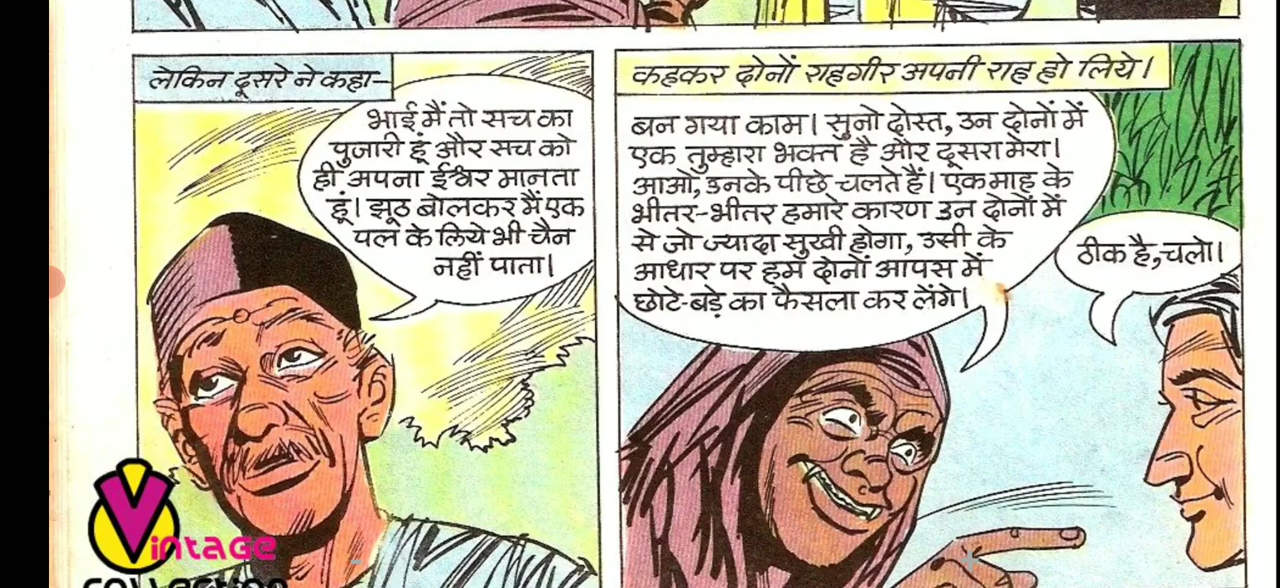 लेकिन दूसरे ने कहा-
भाई मैं तो सच का
पुजारी हूं और सच को
ही अपना ईश्वर मानता
हूं। झूठ बोलकर मैं एक
पल के लिये भी चैन
नहीं पाता।
कहकर दोनों राहगीर अपनी राह हो लिये।
बन गया काम। सुनो दोस्त, उन दोनों में
एक तुम्हारा भक्त है और दूसरा मेरा।
आओ, उनके पीछे चलते हैं। एक माह के
भीतर-भीतर हमारे कारण उन दोनों में
से जो ज्यादा सुखी होगा, उसी के
आधार पर हम दोनों आपस में
छोटे-बड़े का फैसला कर लेंगे।
ठीक है, चलो।
Vintage
COLLECTION